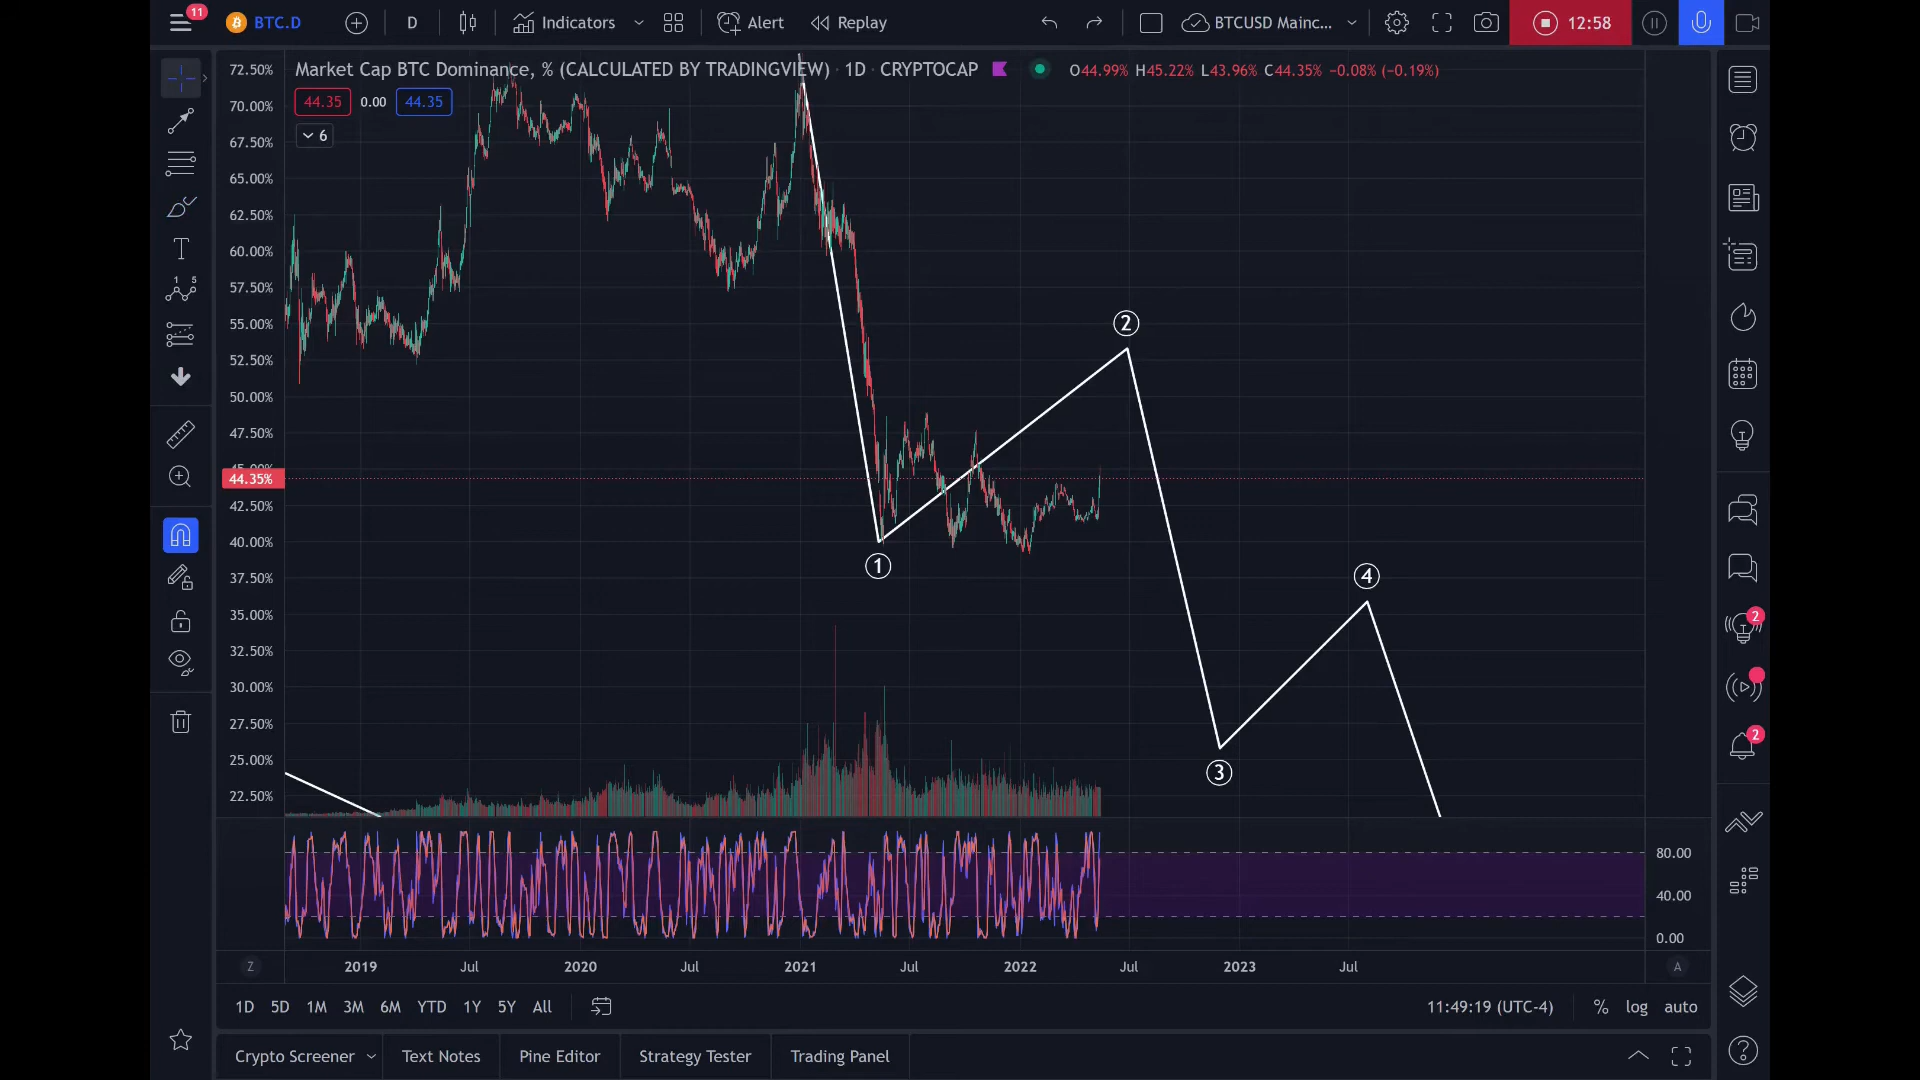 11
BTC.D
D
Indicators
Alert
Replay
BTCUSD Mainc...
12:58
Market Cap BTC Dominance, % (CALCULATED BY TRADINGVIEW) · 1D · CRYPTOCAP
O44.99% H45.22% L43.96% C44.35% -0.08% (-0.19%)
44.35 0.00 44.35
6
72.50%
70.00%
67.50%
65.00%
62.50%
60.00%
57.50%
55.00%
52.50%
50.00%
47.50%
45.00%
44.35%
42.50%
40.00%
37.50%
35.00%
32.50%
30.00%
27.50%
25.00%
22.50%
1
2
3
4
1 5
T
2
2
80.00
40.00
0.00
Z 2019 Jul 2020 Jul 2021 Jul 2022 Jul 2023 Jul A
1D 5D 1M 3M 6M YTD 1Y 5Y All
11:49:19 (UTC-4) % log auto
Crypto Screener Text Notes Pine Editor Strategy Tester Trading Panel